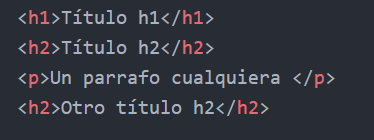 <h1>Título h1</h1>
<h2>Título h2</h2>
<p>Un parrafo cualquiera </p>
<h2>Otro título h2</h2>